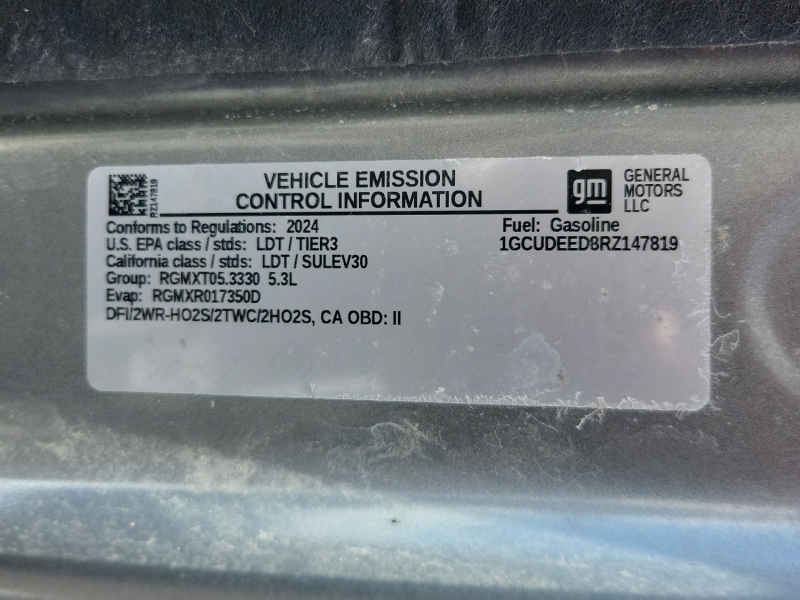 RZ147819
VEHICLE EMISSION
CONTROL INFORMATION
gm
GENERAL
MOTORS
LLC
Conforms to Regulations: 2024
Fuel: Gasoline
U.S. EPA class / stds: LDT / TIER3
1GCUDEED8RZ147819
California class / stds: LDT / SULEV30
Group: RGMXT05.3330 5.3L
Evap: RGMXR017350D
DFI/2WR-HO2S/2TWC/2HO2S, CA OBD: II